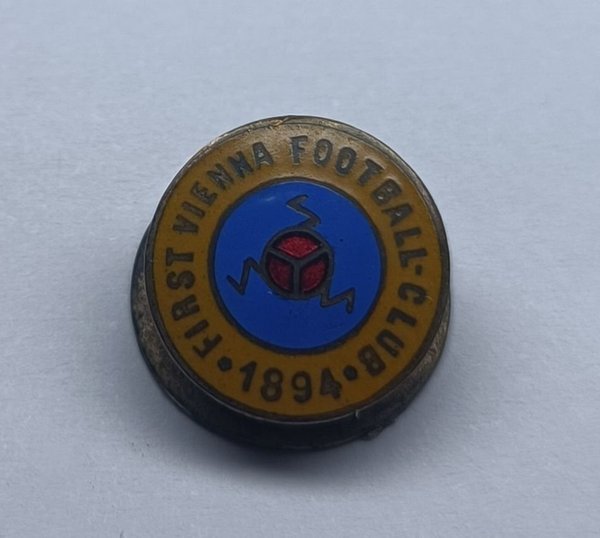 FIRST VIENNA FOOTBALL-CLUB
• 1894 •